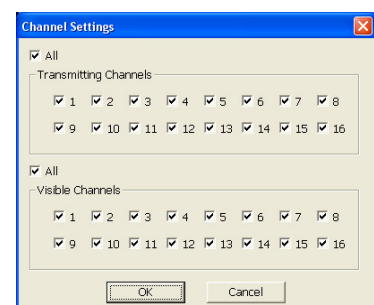 Channel Settings
All
Transmitting Channels
1 2 3 4 5 6 7 8
9 10 11 12 13 14 15 16
All
Visible Channels
1 2 3 4 5 6 7 8
9 10 11 12 13 14 15 16
OK Cancel